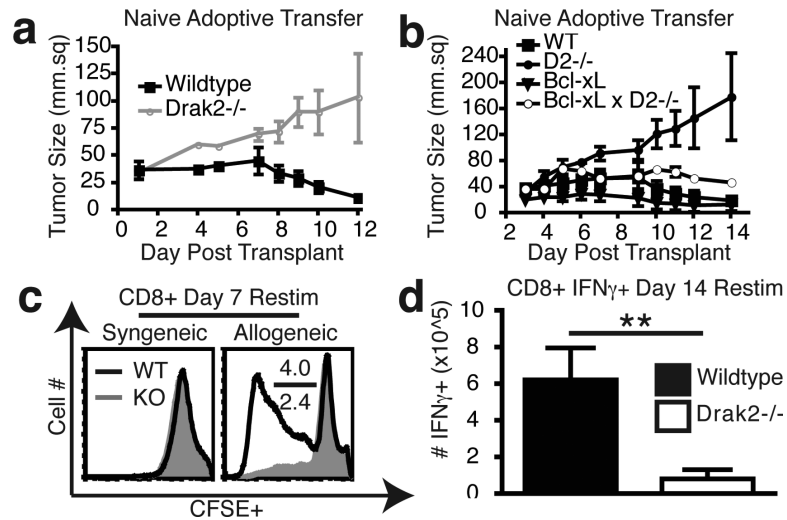 a
Naive Adoptive Transfer
Tumor Size (mm.sq)
150
125
100
75
50
25
0
Wildtype
Drak2-/-
0 2 4 6 8 10 12
Day Post Transplant
b
Naive Adoptive Transfer
Tumor Size (mm.sq)
240
200
160
120
80
40
0
WT
D2-/-
Bcl-xL
Bcl-xL x D2-/-
2 4 6 8 10 12 14
Day Post Transplant
c
CD8+ Day 7 Restim
Syngeneic
Allogeneic
WT
KO
4.0
2.4
Cell #
CFSE+
d
CD8+ IFNγ+ Day 14 Restim
# IFNγ+ (x10^5)
10
8
6
4
2
0
**
Wildtype
Drak2-/-